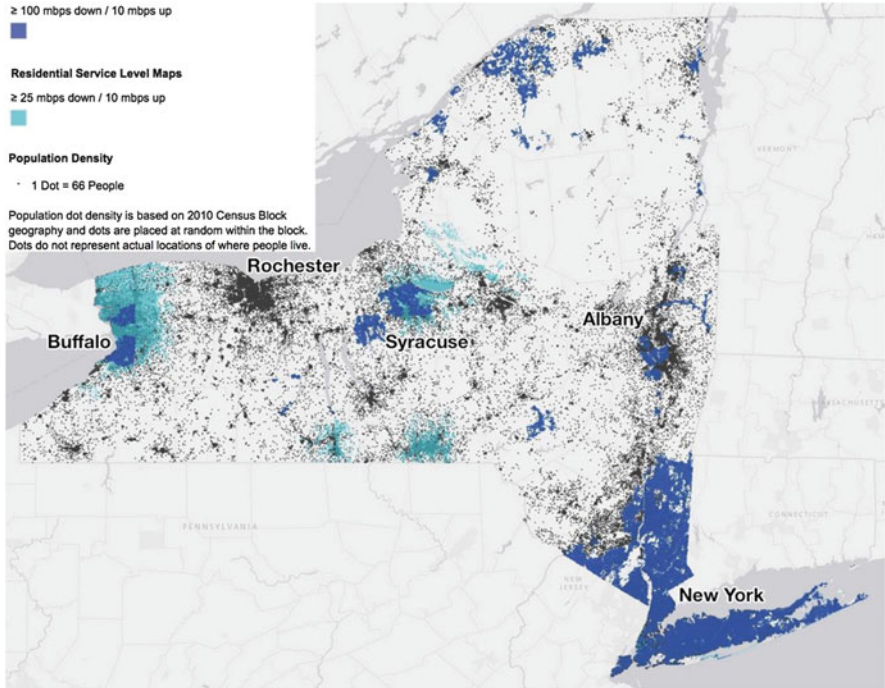 ≥ 100 mbps down / 10 mbps up
Residential Service Level Maps
≥ 25 mbps down / 10 mbps up
Population Density
1 Dot = 66 People
Population dot density is based on 2010 Census Block
geography and dots are placed at random within the block.
Dots do not represent actual locations of where people live.
VERMONT
Rochester
Albany
Buffalo
Syracuse
MASSACHUSETTS
PENNSYLVANIA
CONNECTICUT
NEW
JERSEY
New York